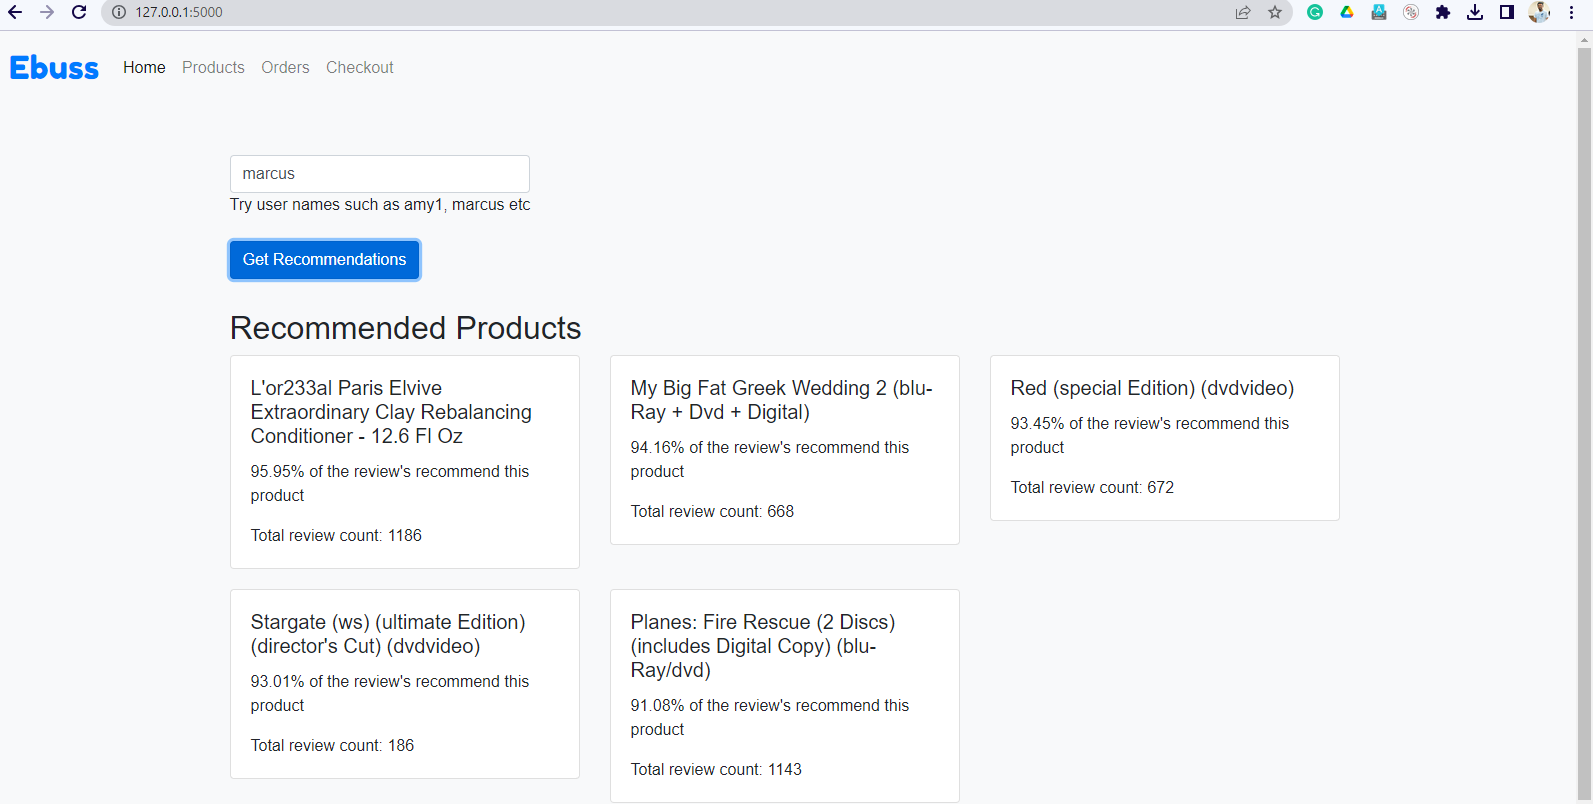 127.0.0.1:5000
Ebuss Home Products Orders Checkout
marcus
Try user names such as amy1, marcus etc
Get Recommendations
Recommended Products
L'or233al Paris Elvive
Extraordinary Clay Rebalancing
Conditioner - 12.6 Fl Oz
95.95% of the review's recommend this
product
Total review count: 1186
My Big Fat Greek Wedding 2 (blu-
Ray + Dvd + Digital)
94.16% of the review's recommend this
product
Total review count: 668
Red (special Edition) (dvdvideo)
93.45% of the review's recommend this
product
Total review count: 672
Stargate (ws) (ultimate Edition)
(director's Cut) (dvdvideo)
93.01% of the review's recommend this
product
Total review count: 186
Planes: Fire Rescue (2 Discs)
(includes Digital Copy) (blu-
Ray/dvd)
91.08% of the review's recommend this
product
Total review count: 1143